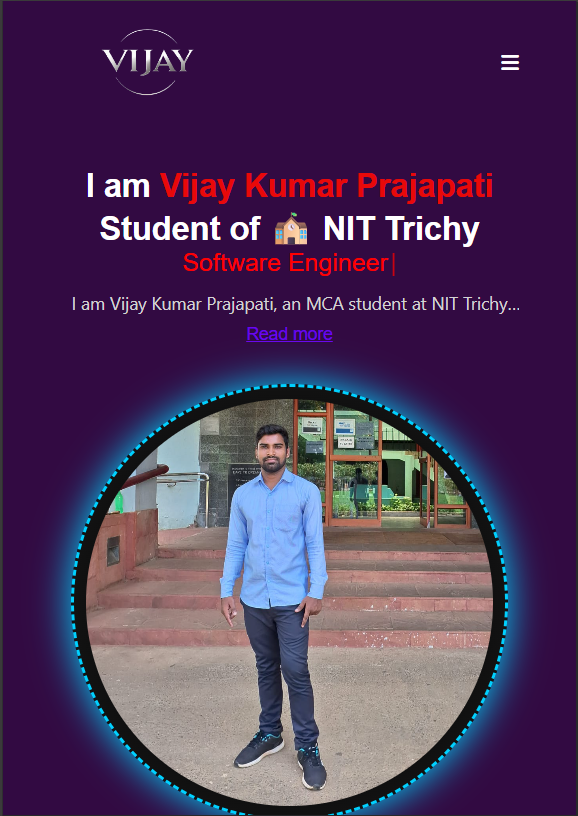 VIJAY
I am Vijay Kumar Prajapati
Student of 🏫 NIT Trichy
Software Engineer|
I am Vijay Kumar Prajapati, an MCA student at NIT Trichy...
Read more